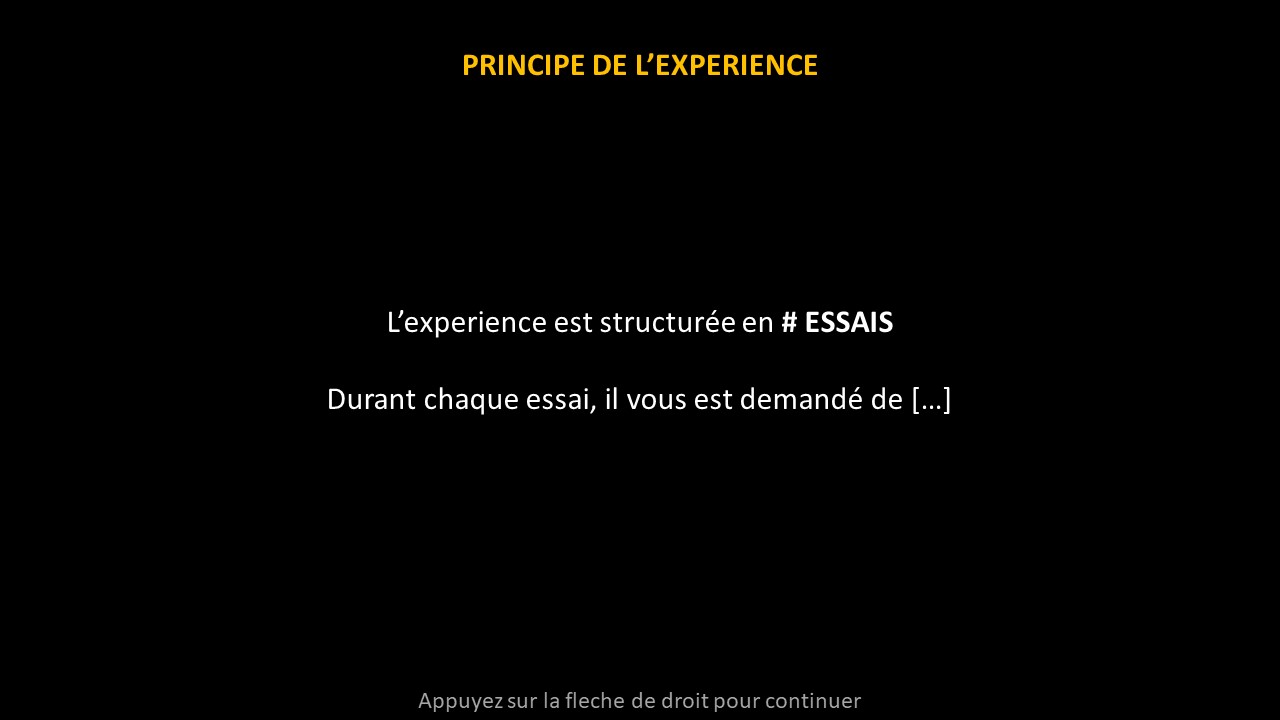 PRINCIPE DE L’EXPERIENCE
L’experience est structurée en # ESSAIS
Durant chaque essai, il vous est demandé de […]
Appuyez sur la fleche de droit pour continuer